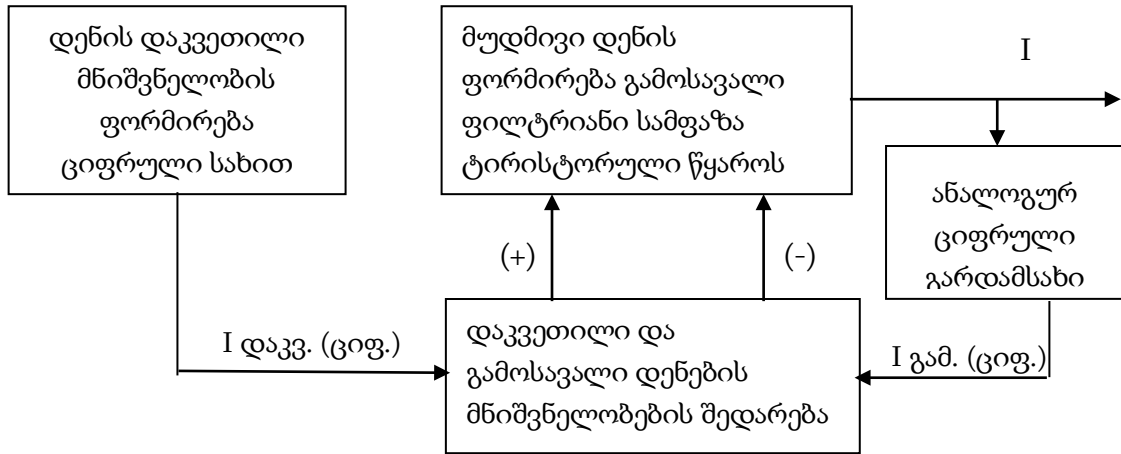 დენის დაკვეთილი
მნიშვნელობის
ფორმირება
ციფრული სახით
მუდმივი დენის
ფორმირება გამოსავალი
ფილტრიანი სამფაზა
ტირისტორული წყაროს
I
ანალოგურ
ციფრული
გარდამსახი
(+)
(-)
I დაკვ. (ციფ.)
დაკვეთილი და
გამოსავალი დენების
მნიშვნელობების შედარება
I გამ. (ციფ.)